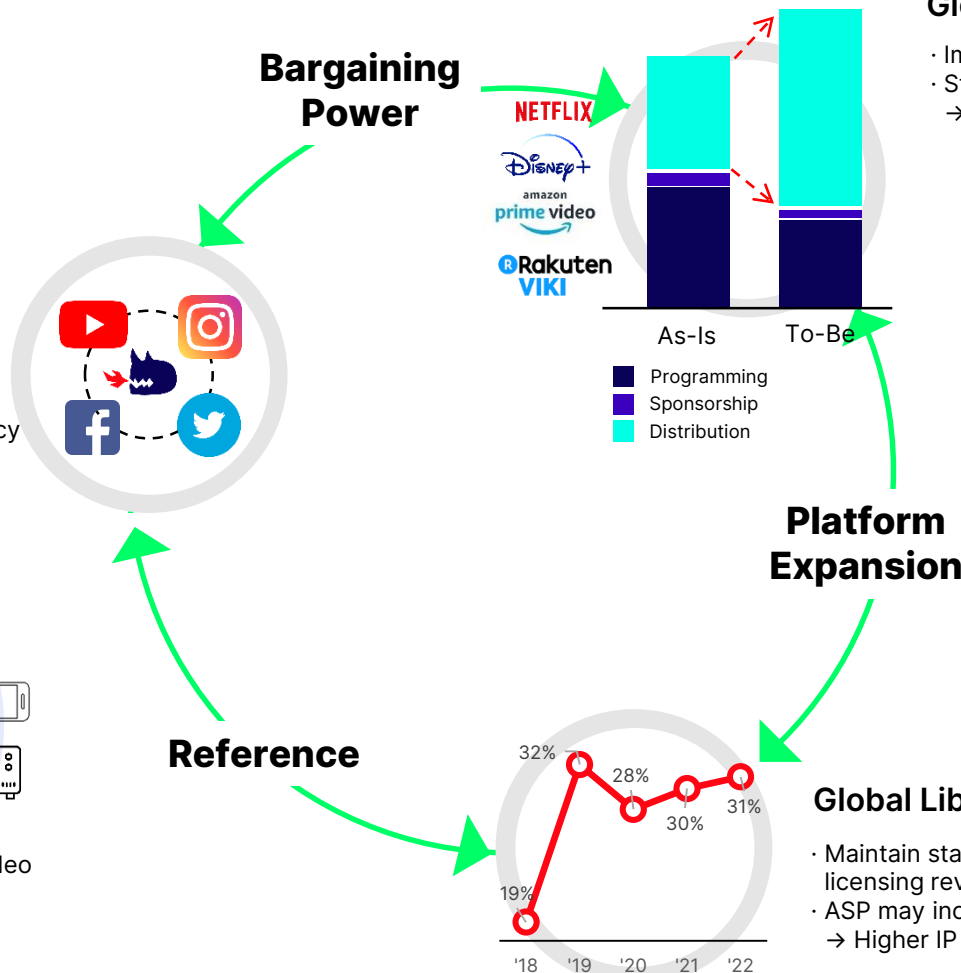 Glo
· In
· St
→
Bargaining
Power
NETFLIX
Disney+
amazon
prime video
Rakuten
VIKI
As-Is
To-Be
Programming
Sponsorship
Distribution
cy
Platform
Expansion
Reference
32%
28%
30%
31%
19%
'18
'19
'20
'21
'22
Global Lib
· Maintain sta
licensing rev
· ASP may inc
→ Higher IP
leo